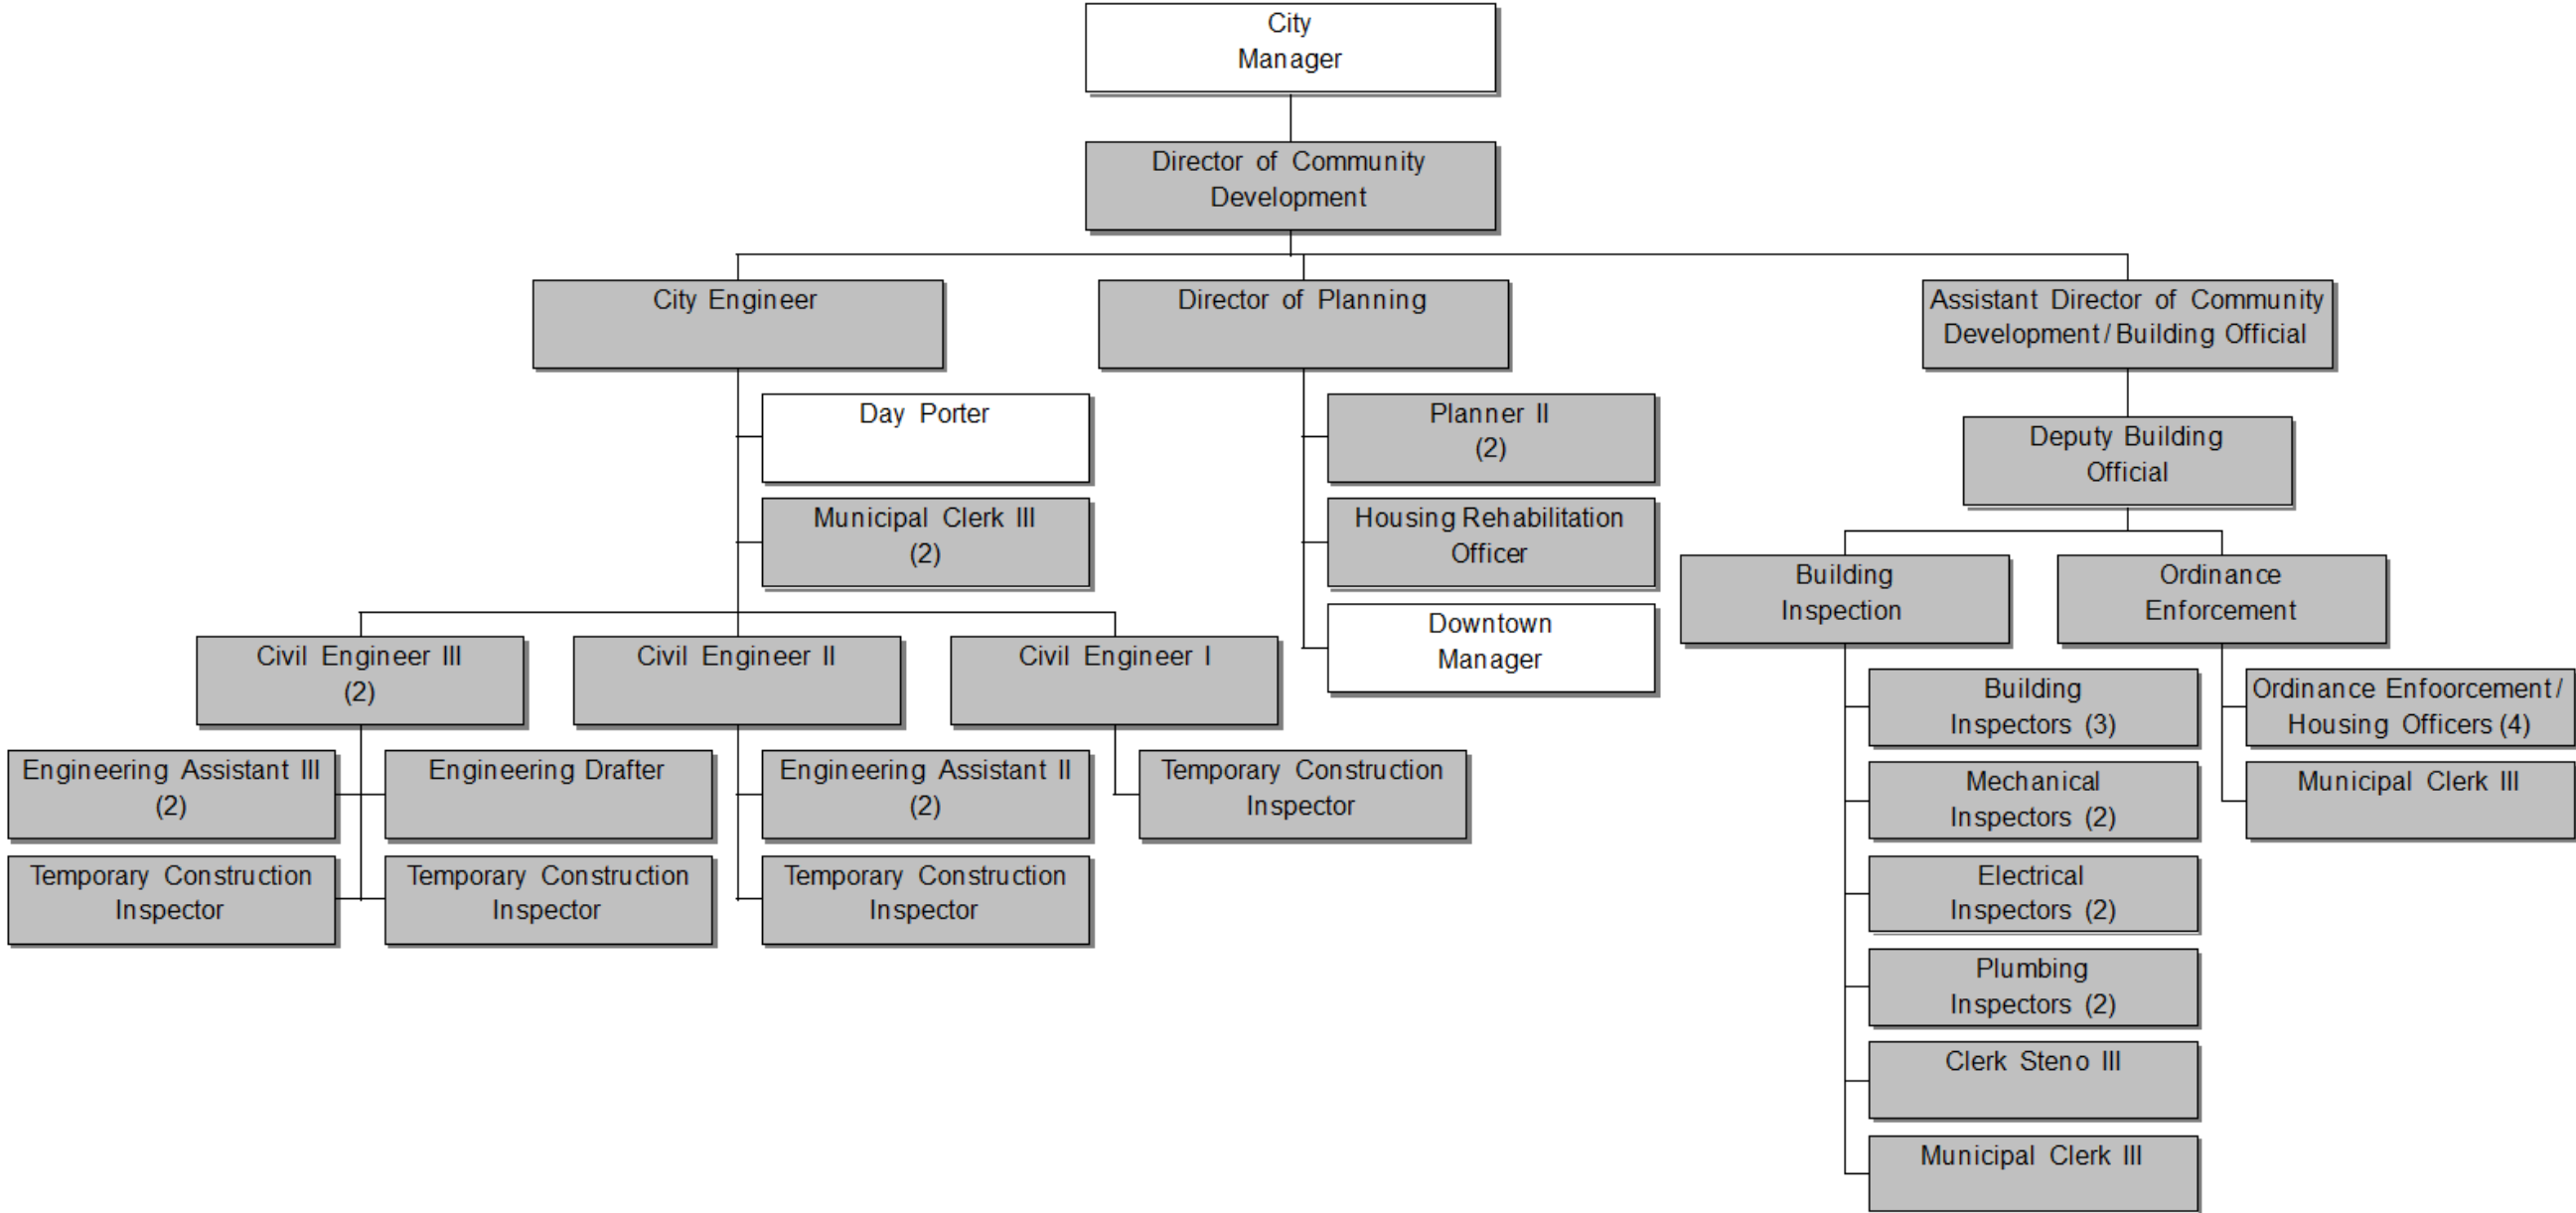 City
Manager
Director of Community
Development
City Engineer
Director of Planning
Assistant Director of Community
Development / Building Official
Day Porter
Municipal Clerk III
(2)
Planner II
(2)
Housing Rehabilitation
Officer
Downtown
Manager
Deputy Building
Official
Building
Inspection
Ordinance
Enforcement
Civil Engineer III
(2)
Civil Engineer II
Civil Engineer I
Engineering Assistant III
(2)
Engineering Drafter
Engineering Assistant II
(2)
Temporary Construction
Inspector
Temporary Construction
Inspector
Temporary Construction
Inspector
Temporary Construction
Inspector
Building
Inspectors (3)
Mechanical
Inspectors (2)
Electrical
Inspectors (2)
Plumbing
Inspectors (2)
Clerk Steno III
Municipal Clerk III
Ordinance Enfoorcement /
Housing Officers (4)
Municipal Clerk III